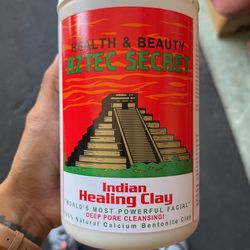 HEALTH & BEAUTY
AZTEC SECRET
Indian
Healing Clay
"WORLD'S MOST POWERFUL FACIAL"
DEEP PORE CLEANSING!
100% Natural Calcium Bentonite Clay